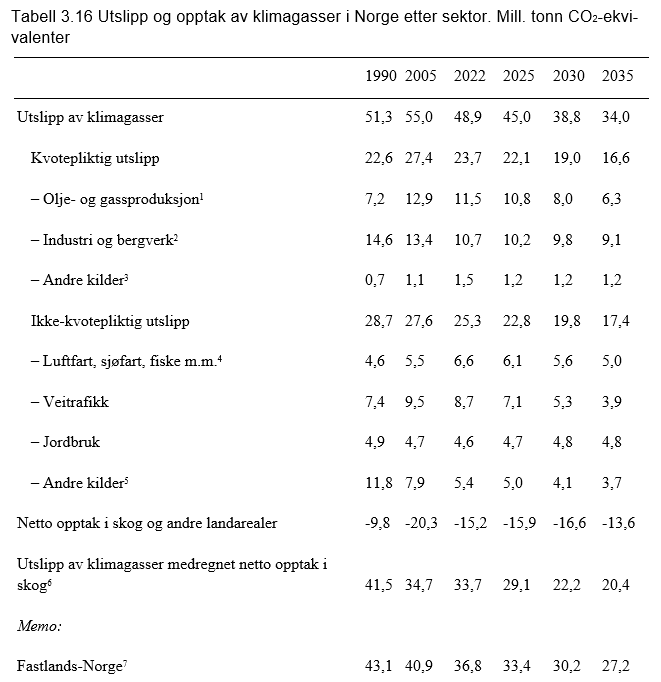 Tabell 3.16 Utslipp og opptak av klimagasser i Norge etter sektor. Mill. tonn CO₂-ekvi-
valenter
1990 2005 2022 2025 2030 2035
Utslipp av klimagasser 51,3 55,0 48,9 45,0 38,8 34,0
Kvotepliktig utslipp 22,6 27,4 23,7 22,1 19,0 16,6
– Olje- og gassproduksjon¹ 7,2 12,9 11,5 10,8 8,0 6,3
– Industri og bergverk² 14,6 13,4 10,7 10,2 9,8 9,1
– Andre kilder³ 0,7 1,1 1,5 1,2 1,2 1,2
Ikke-kvotepliktig utslipp 28,7 27,6 25,3 22,8 19,8 17,4
– Luftfart, sjøfart, fiske m.m.⁴ 4,6 5,5 6,6 6,1 5,6 5,0
– Veitrafikk 7,4 9,5 8,7 7,1 5,3 3,9
– Jordbruk 4,9 4,7 4,6 4,7 4,8 4,8
– Andre kilder⁵ 11,8 7,9 5,4 5,0 4,1 3,7
Netto opptak i skog og andre landarealer -9,8 -20,3 -15,2 -15,9 -16,6 -13,6
Utslipp av klimagasser medregnet netto opptak i
skog⁶ 41,5 34,7 33,7 29,1 22,2 20,4
Memo:
Fastlands-Norge⁷ 43,1 40,9 36,8 33,4 30,2 27,2